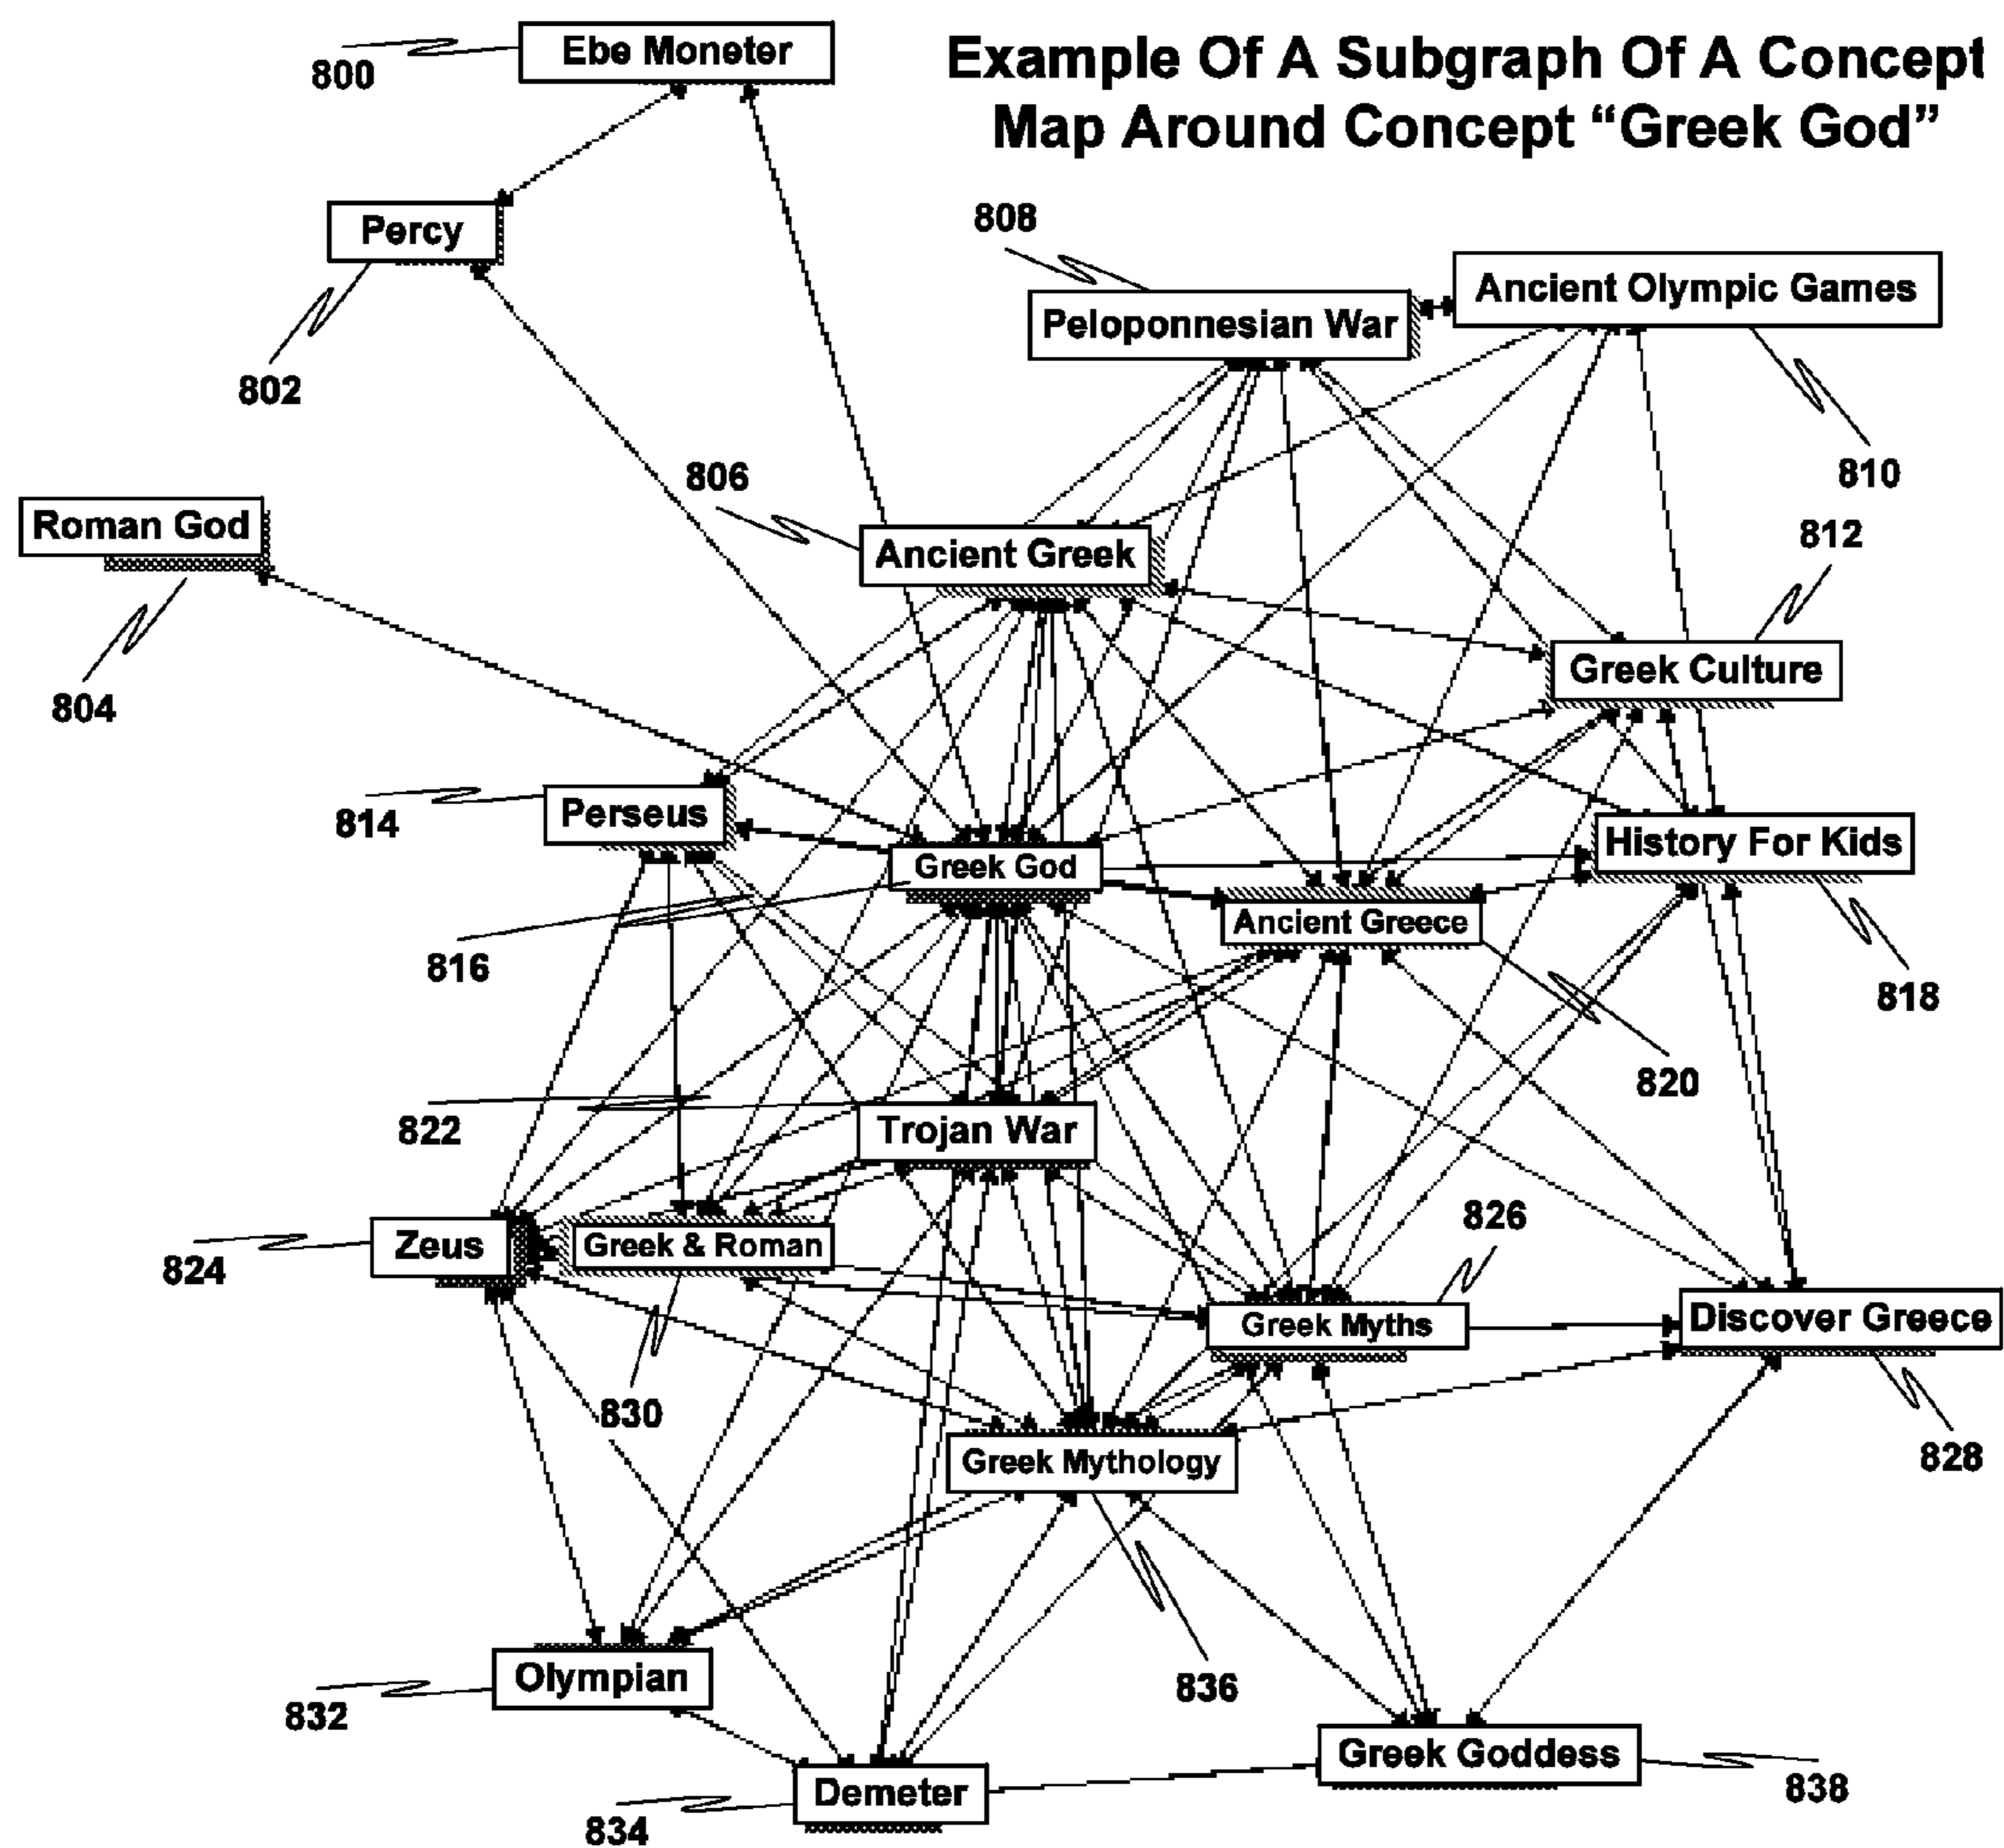 Example Of A Subgraph Of A Concept
Map Around Concept “Greek God”
Ebe Moneter
800
Percy
802
808
Peloponnesian War
Ancient Olympic Games
810
806
Ancient Greek
Roman God
804
812
Greek Culture
Perseus
814
Greek God
816
History For Kids
818
Ancient Greece
820
822
Trojan War
Zeus
824
Greek & Roman
830
826
Greek Myths
Discover Greece
828
Greek Mythology
836
Olympian
832
Demeter
834
Greek Goddess
838